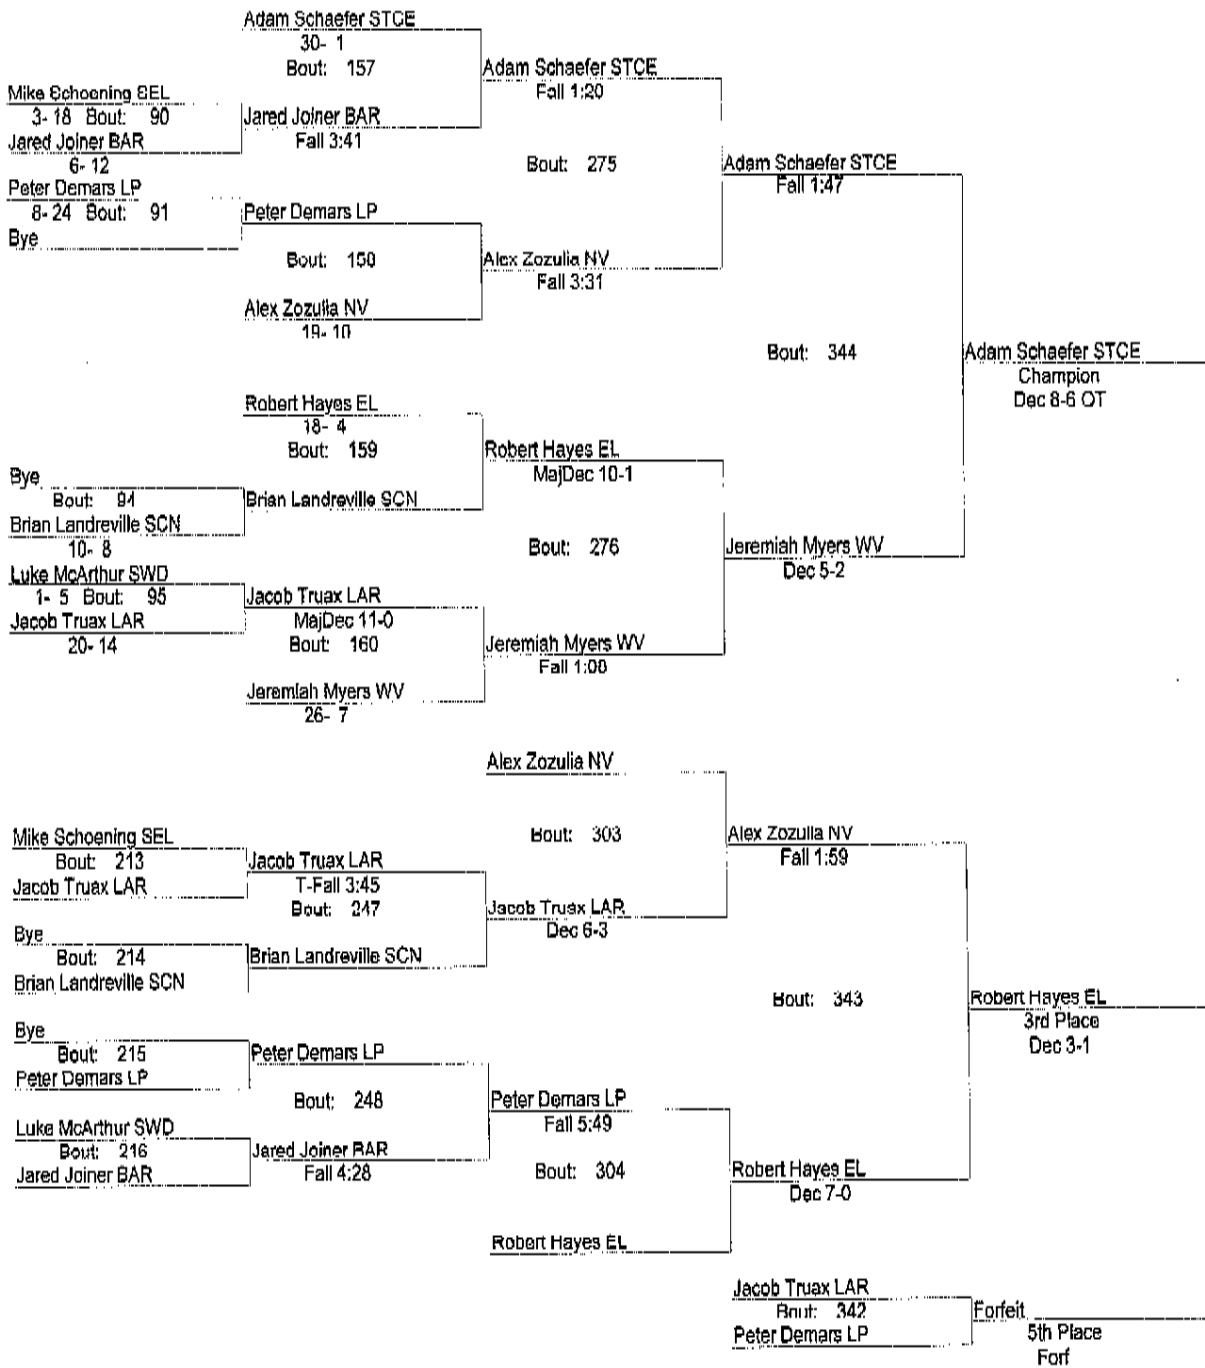 Adam Schaefer STCE
30- 1
Bout: 157
Adam Schaefer STCE
Fall 1:20
Mike Schoening SEL
3- 18 Bout: 90
Jared Joiner BAR
Fall 3:41
Jared Joiner BAR
6- 12
Bout: 275
Adam Schaefer STCE
Fall 1:47
Peter Demars LP
8- 24 Bout: 91
Peter Demars LP
Bye
Bout: 158
Alex Zozulia NV
Fall 3:31
Alex Zozulia NV
19- 10
Bout: 344
Adam Schaefer STCE
Champion
Dec 8-6 OT
Robert Hayes EL
18- 4
Bout: 159
Robert Hayes EL
MajDec 10-1
Bye
Bout: 94
Brian Landreville SCN
Brian Landreville SCN
10- 8
Bout: 276
Jeremiah Myers WV
Dec 5-2
Luke McArthur SWD
1- 5 Bout: 95
Jacob Truax LAR
MajDec 11-0
Jacob Truax LAR
20- 14
Bout: 160
Jeremiah Myers WV
Fall 1:00
Jeremiah Myers WV
26- 7
Alex Zozulia NV
Bout: 303
Alex Zozulia NV
Fall 1:59
Mike Schoening SEL
Bout: 213
Jacob Truax LAR
Jacob Truax LAR
T-Fall 3:45
Bout: 247
Jacob Truax LAR
Dec 6-3
Bye
Bout: 214
Brian Landreville SCN
Brian Landreville SCN
Bout: 343
Robert Hayes EL
3rd Place
Dec 3-1
Bye
Bout: 215
Peter Demars LP
Peter Demars LP
Bout: 248
Peter Demars LP
Fall 5:49
Luke McArthur SWD
Bout: 216
Jared Joiner BAR
Jared Joiner BAR
Fall 4:28
Bout: 304
Robert Hayes EL
Dec 7-0
Robert Hayes EL
Jacob Truax LAR
Bout: 342
Peter Demars LP
Forfeit
5th Place
Forf